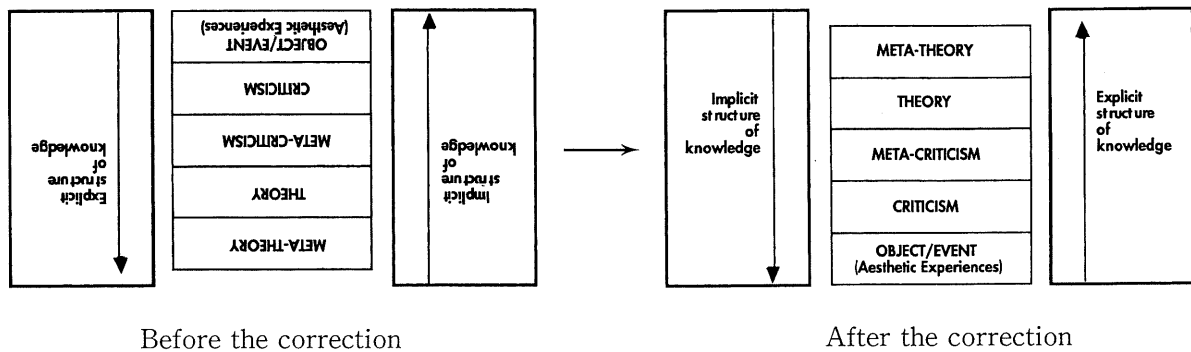 Explicit
structure
of
knowledge
OBJECT/EVENT
(Aesthetic Experiences)
CRITICISM
META-CRITICISM
THEORY
META-THEORY
Implicit
structure
of
knowledge
Before the correction
Implicit
structure
of
knowledge
META-THEORY
THEORY
META-CRITICISM
CRITICISM
OBJECT/EVENT
(Aesthetic Experiences)
Explicit
structure
of
knowledge
After the correction